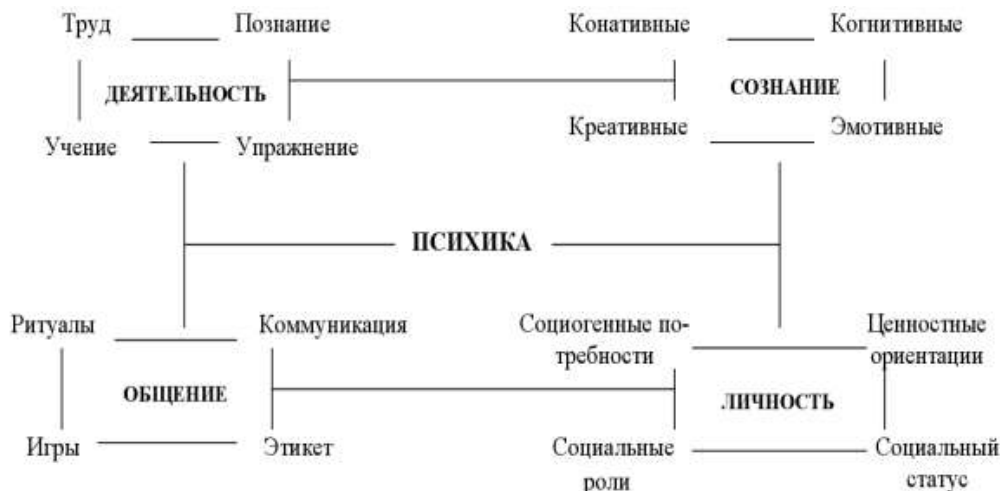 Труд Познание Конативные Когнитивные
ДЕЯТЕЛЬНОСТЬ СОЗНАНИЕ
Учение Упражнение Креативные Эмотивные
ПСИХИКА
Ритуалы Коммуникация Социогенные по- Ценностные
требности ориентации
ОБЩЕНИЕ ЛИЧНОСТЬ
Игры Этикет Социальные Социальный
роли статус